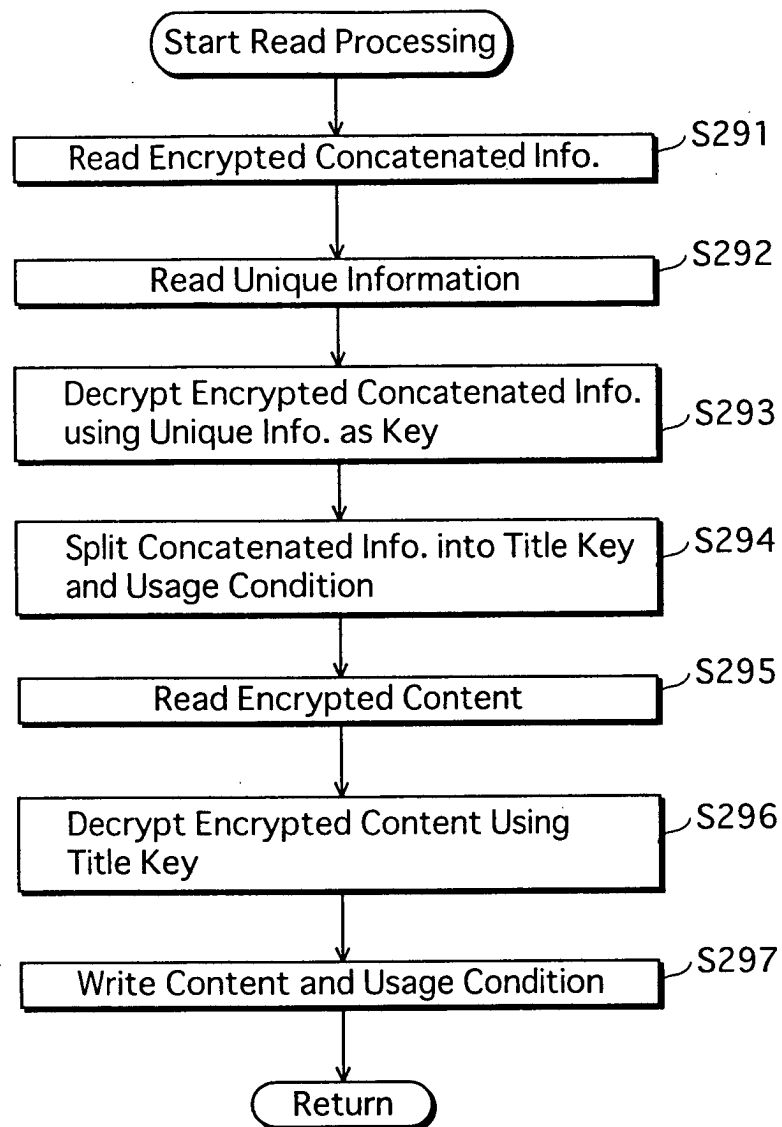 Start Read Processing
S291
Read Encrypted Concatenated Info.
S292
Read Unique Information
Decrypt Encrypted Concatenated Info.
using Unique Info. as Key
S293
Split Concatenated Info. into Title Key
and Usage Condition
S294
S295
Read Encrypted Content
Decrypt Encrypted Content Using
Title Key
S296
S297
Write Content and Usage Condition
Return